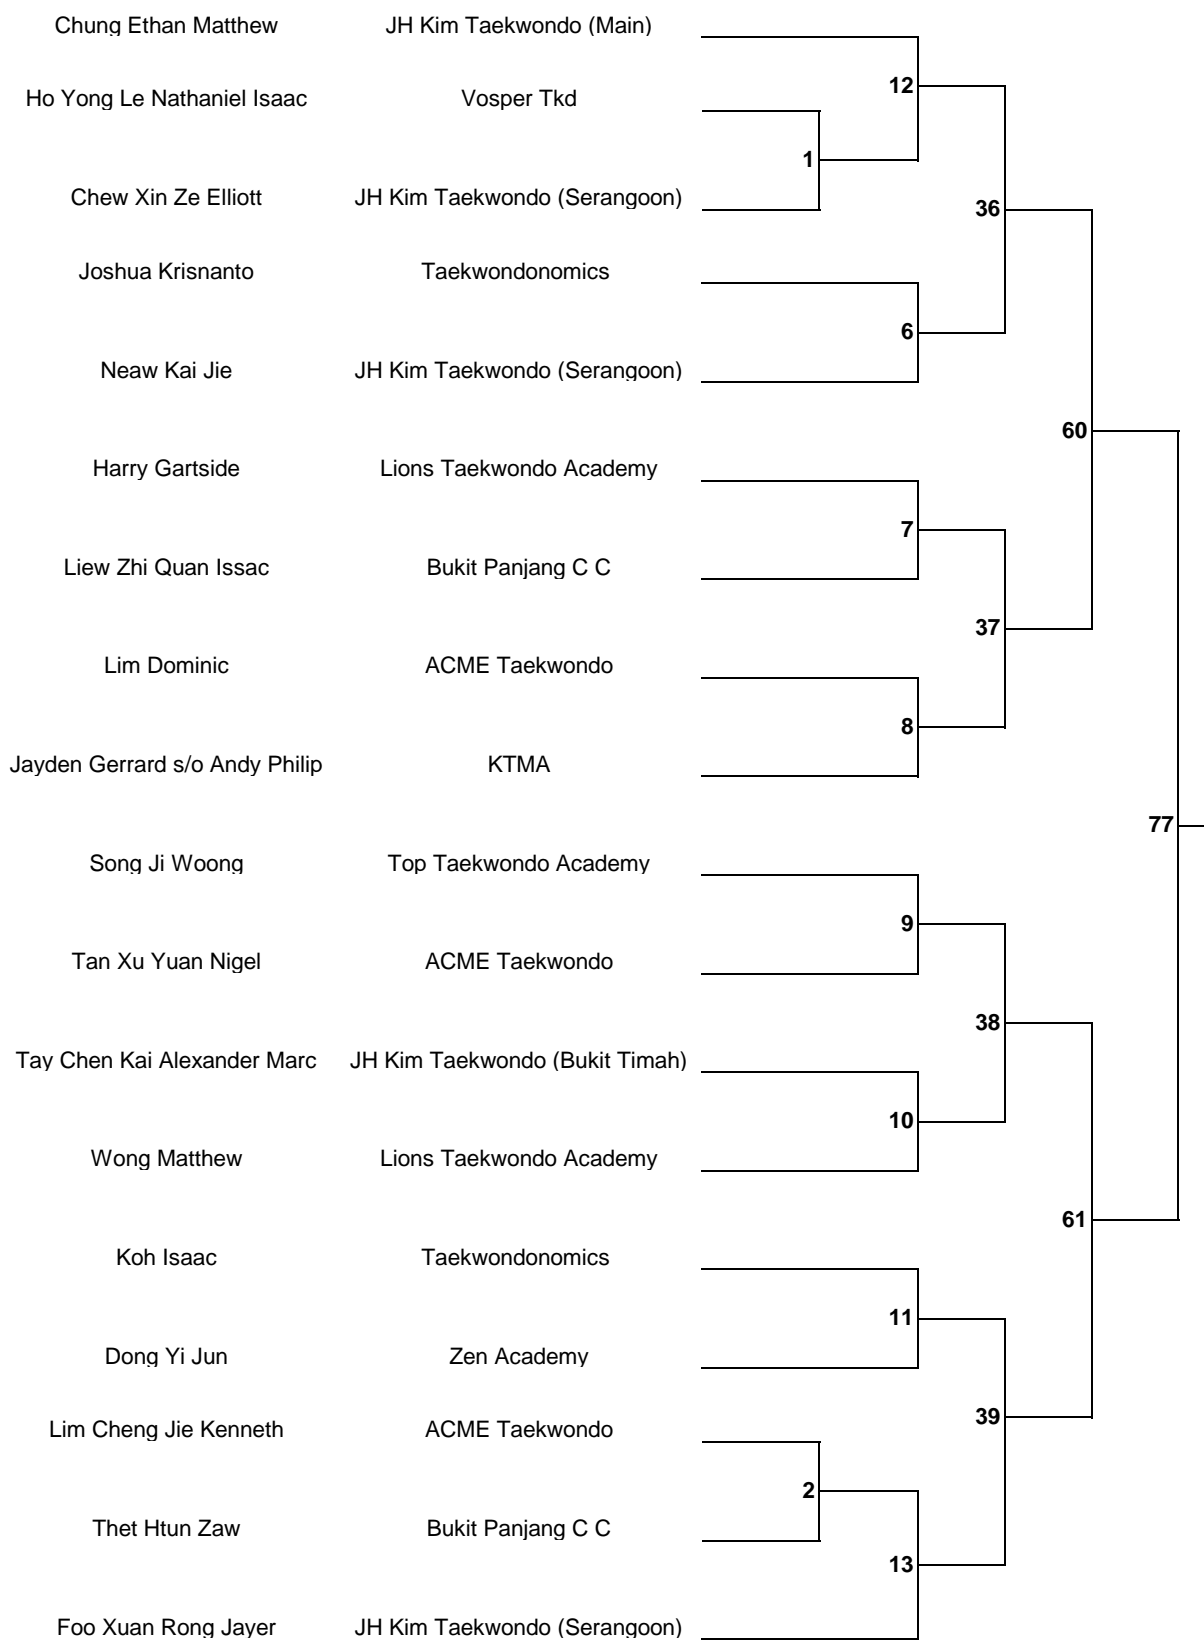 Chung Ethan Matthew JH Kim Taekwondo (Main)
12
Ho Yong Le Nathaniel Isaac Vosper Tkd
1
Chew Xin Ze Elliott JH Kim Taekwondo (Serangoon)
36
Joshua Krisnanto Taekwondonomics
6
Neaw Kai Jie JH Kim Taekwondo (Serangoon)
60
Harry Gartside Lions Taekwondo Academy
7
Liew Zhi Quan Issac Bukit Panjang C C
37
Lim Dominic ACME Taekwondo
8
Jayden Gerrard s/o Andy Philip KTMA
77
Song Ji Woong Top Taekwondo Academy
9
Tan Xu Yuan Nigel ACME Taekwondo
38
Tay Chen Kai Alexander Marc JH Kim Taekwondo (Bukit Timah)
10
Wong Matthew Lions Taekwondo Academy
61
Koh Isaac Taekwondonomics
11
Dong Yi Jun Zen Academy
39
Lim Cheng Jie Kenneth ACME Taekwondo
2
Thet Htun Zaw Bukit Panjang C C
13
Foo Xuan Rong Jayer JH Kim Taekwondo (Serangoon)